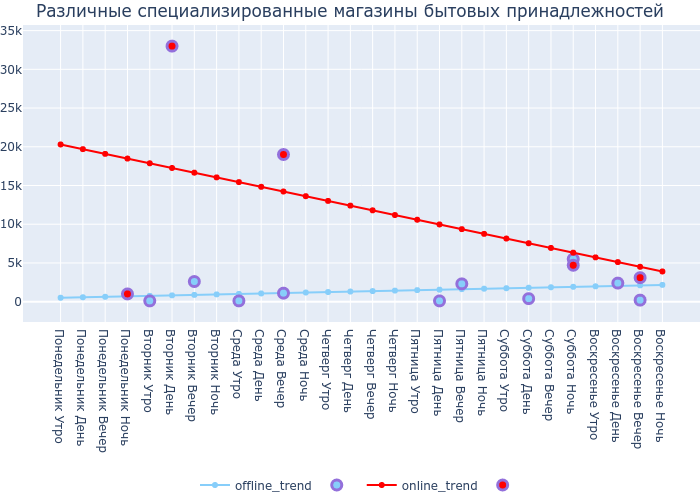 Различные специализированные магазины бытовых принадлежностей
35k
30k
25k
20k
15k
10k
5k
0
Понедельник Утро
Понедельник День
Понедельник Вечер
Понедельник Ночь
Вторник Утро
Вторник День
Вторник Вечер
Вторник Ночь
Среда Утро
Среда День
Среда Вечер
Среда Ночь
Четверг Утро
Четверг День
Четверг Вечер
Четверг Ночь
Пятница Утро
Пятница День
Пятница Вечер
Пятница Ночь
Суббота Утро
Суббота День
Суббота Вечер
Суббота Ночь
Воскресенье Утро
Воскресенье День
Воскресенье Вечер
Воскресенье Ночь
offline_trend
online_trend